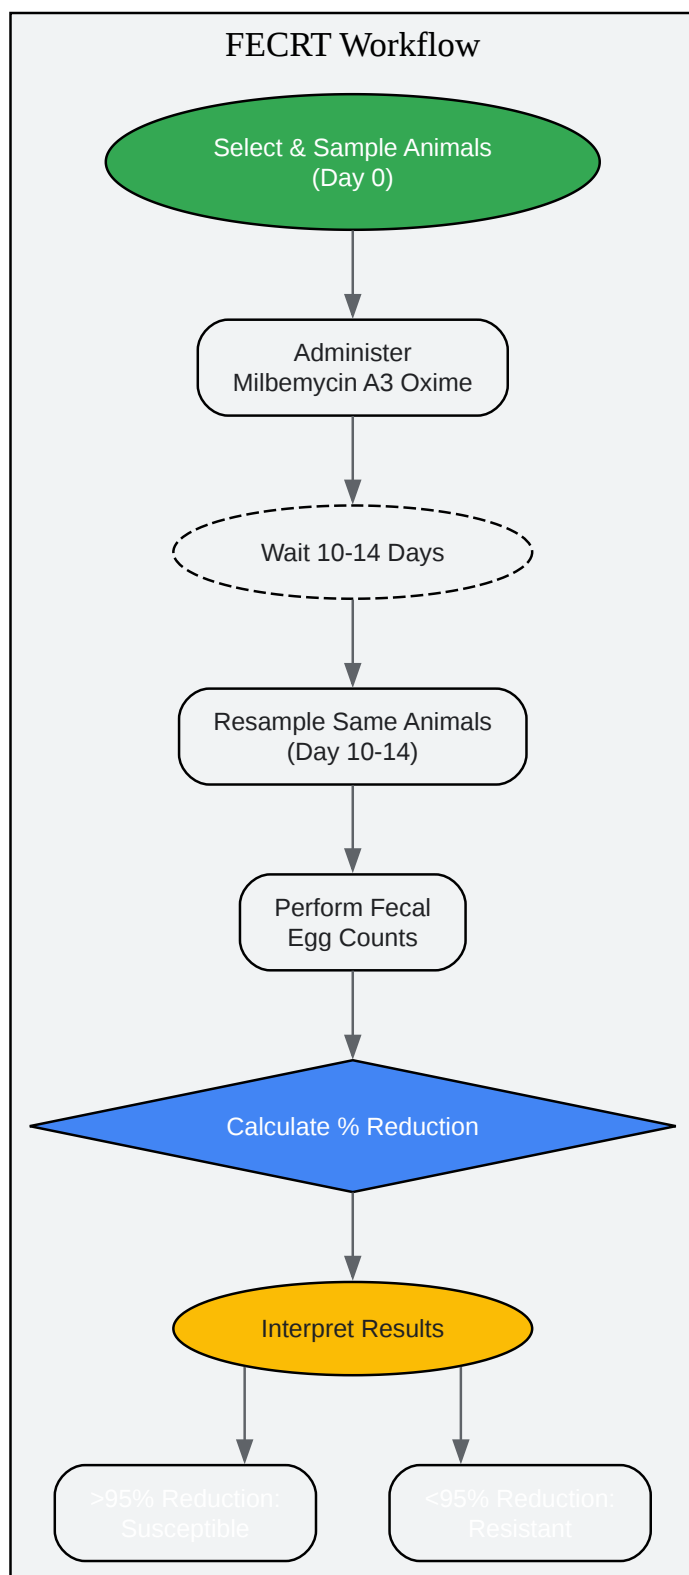 FECRT Workflow
Select & Sample Animals
(Day 0)
Administer
Milbemycin A3 Oxime
Wait 10-14 Days
Resample Same Animals
(Day 10-14)
Perform Fecal
Egg Counts
Calculate % Reduction
Interpret Results
>95% Reduction:
Susceptible
<95% Reduction:
Resistant